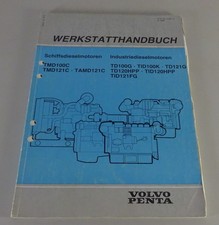 WERKSTATTHANDBUCH
Schiffsdieselmotoren
Industriedieselmotoren
TMD100C
TMD121C · TAMD121C
TD100G · TID100K · TD121G
TD120HPP · TID120HPP
TID121FG
VOLVO
PENTA